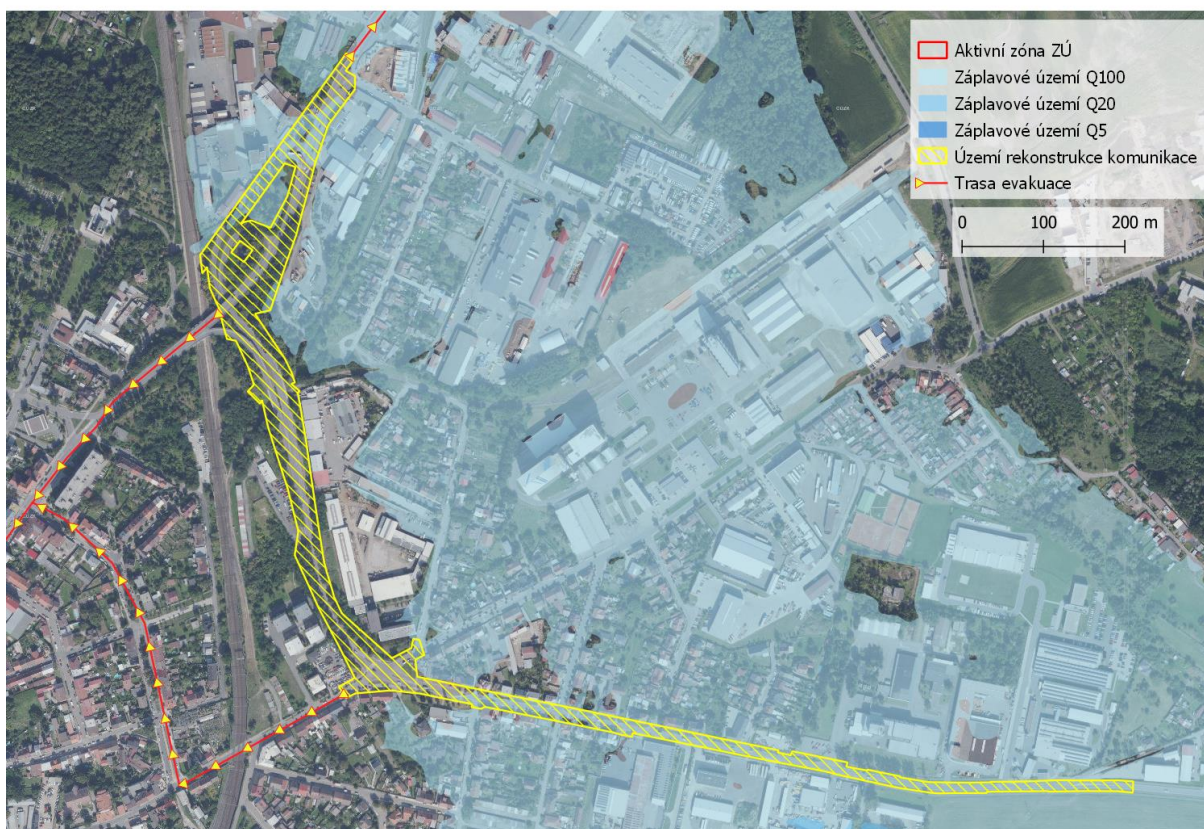 Aktivní zóna ZÚ
Záplavové území Q100
Záplavové území Q20
Záplavové území Q5
Území rekonstrukce komunikace
Trasa evakuace
0 100 200 m